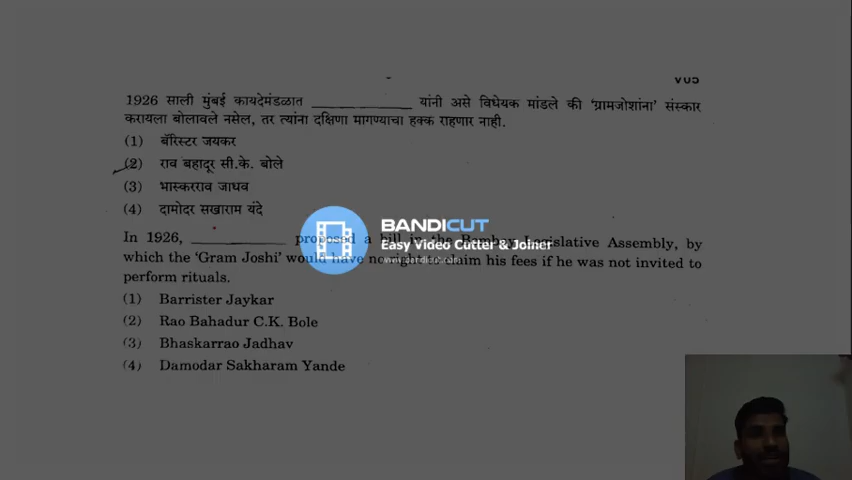 V05
1926 साली मुंबई कायदेमंडळात ____________ यांनी असे विधेयक मांडले की ‘ग्रामजोशांना’ संस्कार
करायला बोलावले नसेल, तर त्यांना दक्षिणा मागण्याचा हक्क राहणार नाही.
(1) बॅरिस्टर जयकर
(2) राव बहादूर सी.के. बोले
(3) भास्करराव जाधव
(4) दामोदर सखाराम यंदे
BANDICUT
Easy Video Cutter & Joiner
In 1926, ____________ proposed a bill in the Bombay Legislative Assembly, by
which the ‘Gram Joshi’ would have no right to claim his fees if he was not invited to
perform rituals.
(1) Barrister Jaykar
(2) Rao Bahadur C.K. Bole
(3) Bhaskarrao Jadhav
(4) Damodar Sakharam Yande